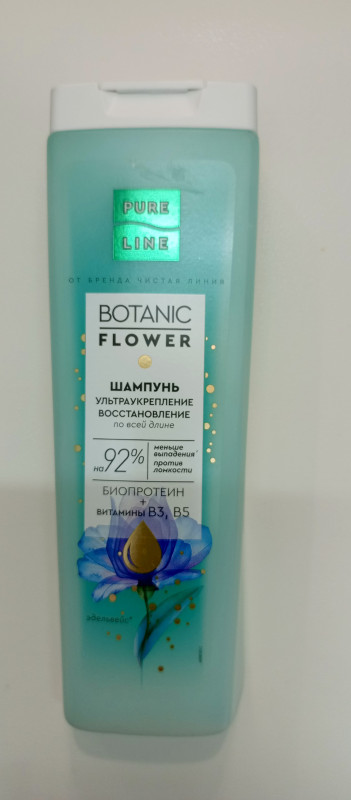 PURE
LINE
ОТ БРЕНДА ЧИСТАЯ ЛИНИЯ
BOTANIC
FLOWER
ШАМПУНЬ
УЛЬТРАУКРЕПЛЕНИЕ
ВОССТАНОВЛЕНИЕ
по всей длине
на 92% меньше выпадения* против ломкости
БИОПРОТЕИН
+
ВИТАМИНЫ B3, B5
эдельвейс*